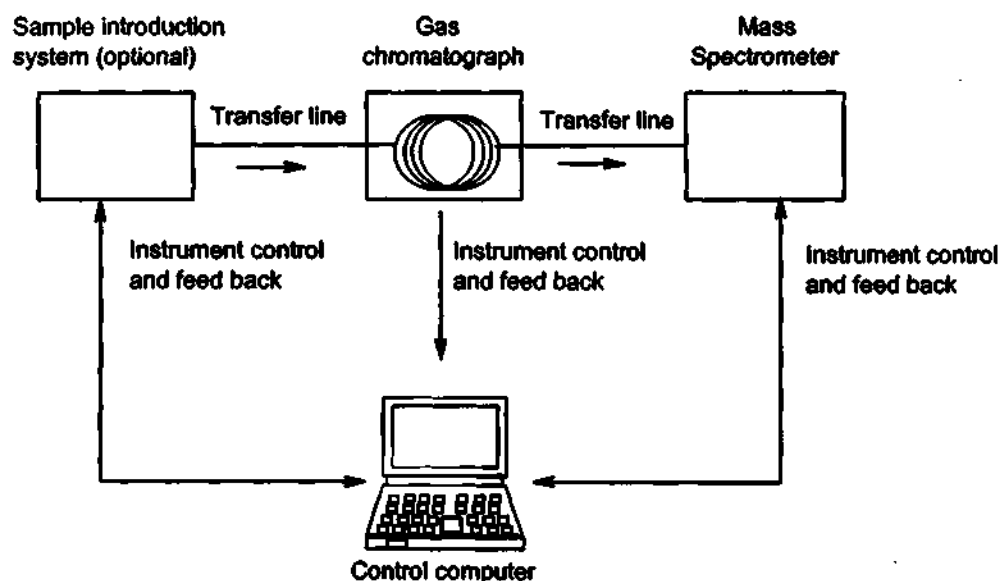 Sample introduction
system (optional)
Gas
chromatograph
Mass
Spectrometer
Transfer line
Transfer line
Instrument control
and feed back
Instrument control
and feed back
Instrument control
and feed back
Control computer